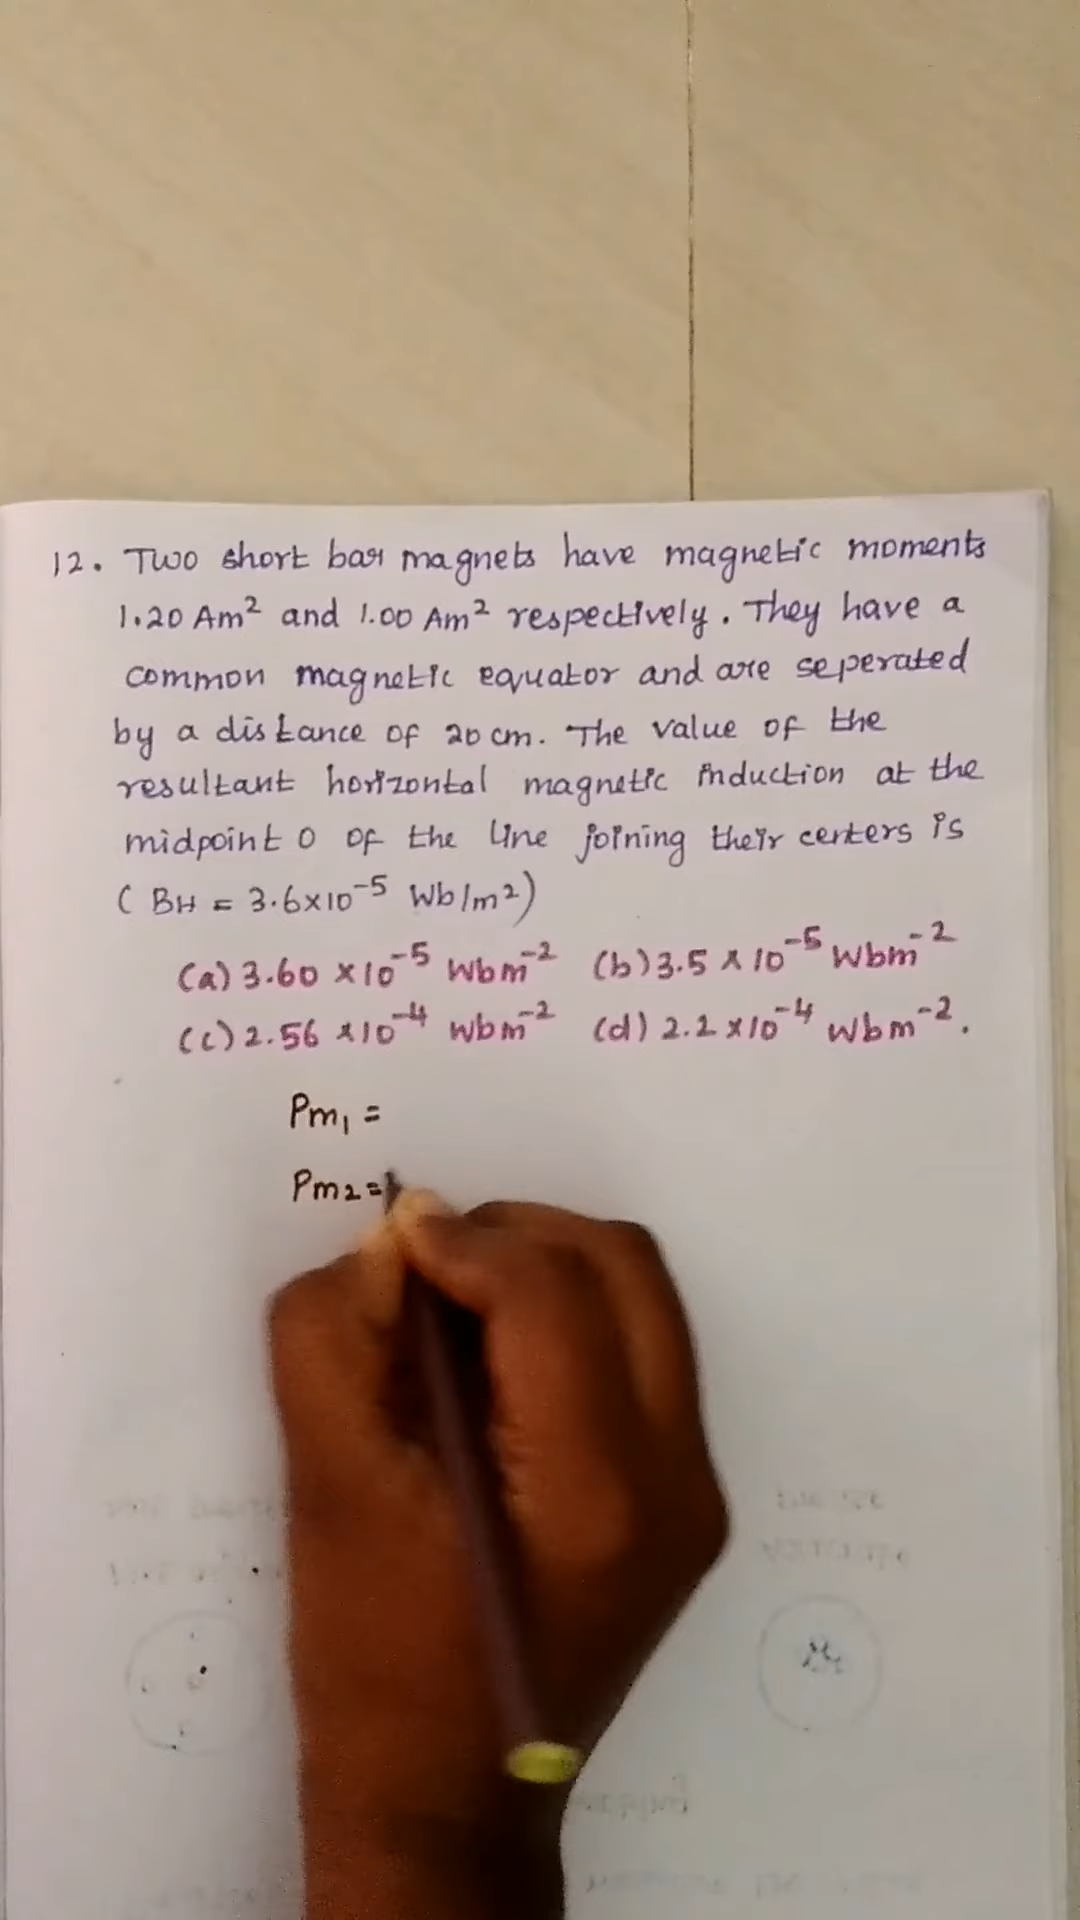 12. Two short bar magnets have magnetic moments
1.20 Am² and 1.00 Am² respectively. They have a
common magnetic equator and are seperated
by a distance of 20 cm. The value of the
resultant horizontal magnetic induction at the
midpoint O of the line joining their centers is
( BH = 3.6×10⁻⁵ Wb/m²)
(a) 3.60 ×10⁻⁵ Wbm⁻² (b) 3.5 × 10⁻⁵ Wbm⁻²
(c) 2.56 ×10⁻⁴ Wbm⁻² (d) 2.2 ×10⁻⁴ Wbm⁻².
Pm₁ =
Pm₂ =